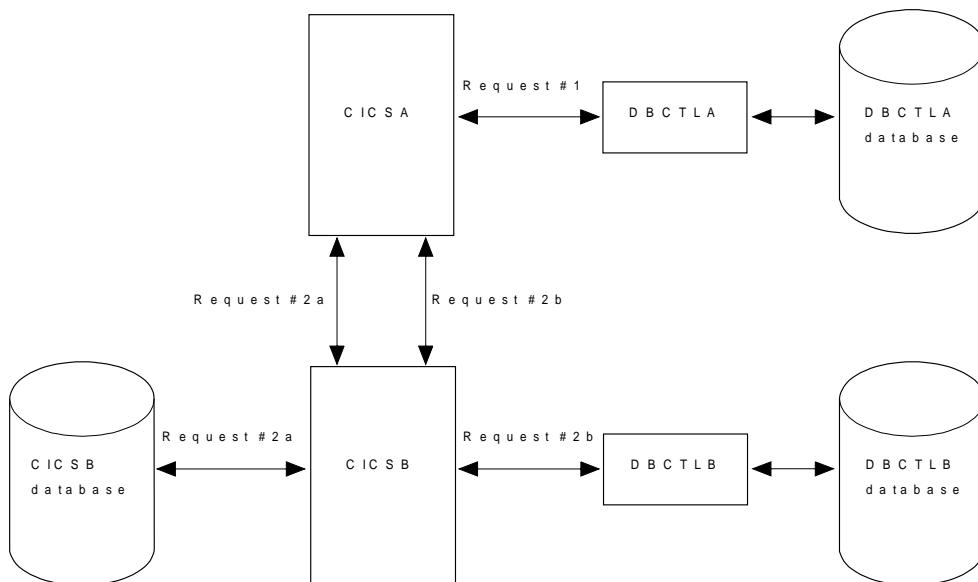 Request #1
CICSA
DBCTLA
DBCTLA
database
Request #2a
Request #2b
Request #2a
Request #2b
CICSB
database
CICSB
DBCTLB
DBCTLB
database